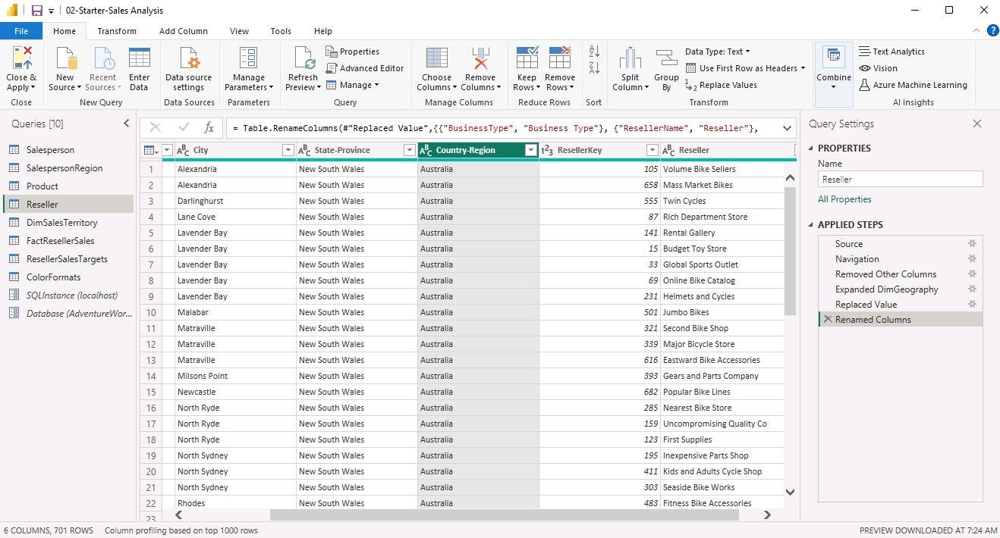 02-Starter-Sales Analysis
File Home Transform Add Column View Tools Help
Close & Apply
New Source
Recent Sources
Enter Data
Data source settings
Manage Parameters
Refresh Preview
Properties
Advanced Editor
Manage
Choose Columns
Remove Columns
Keep Rows
Remove Rows
Split Column
Group By
Data Type: Text
Use First Row as Headers
Replace Values
Combine
Text Analytics
Vision
Azure Machine Learning
Close New Query Data Sources Parameters Query Manage Columns Reduce Rows Sort Transform AI Insights
Queries [10]
Salesperson
SalespersonRegion
Product
Reseller
DimSalesTerritory
FactResellerSales
ResellerSalesTargets
ColorFormats
SQLInstance (localhost)
Database (AdventureWor...
fx = Table.RenameColumns(#"Replaced Value",{{"BusinessType", "Business Type"}, {"ResellerName", "Reseller"},
ABC City ABC State-Province ABC Country-Region 123 ResellerKey ABC Reseller
1 Alexandria New South Wales Australia 105 Volume Bike Sellers
2 Alexandria New South Wales Australia 658 Mass Market Bikes
3 Darlinghurst New South Wales Australia 555 Twin Cycles
4 Lane Cove New South Wales Australia 87 Rich Department Store
5 Lavender Bay New South Wales Australia 141 Rental Gallery
6 Lavender Bay New South Wales Australia 15 Budget Toy Store
7 Lavender Bay New South Wales Australia 33 Global Sports Outlet
8 Lavender Bay New South Wales Australia 69 Online Bike Catalog
9 Lavender Bay New South Wales Australia 231 Helmets and Cycles
10 Malabar New South Wales Australia 501 Jumbo Bikes
11 Matraville New South Wales Australia 321 Second Bike Shop
12 Matraville New South Wales Australia 339 Major Bicycle Store
13 Matraville New South Wales Australia 616 Eastward Bike Accessories
14 Milsons Point New South Wales Australia 393 Gears and Parts Company
15 Newcastle New South Wales Australia 682 Popular Bike Lines
16 North Ryde New South Wales Australia 285 Nearest Bike Store
17 North Ryde New South Wales Australia 159 Uncompromising Quality Co
18 North Ryde New South Wales Australia 123 First Supplies
19 North Sydney New South Wales Australia 195 Inexpensive Parts Shop
20 North Sydney New South Wales Australia 411 Kids and Adults Cycle Shop
21 North Sydney New South Wales Australia 303 Seaside Bike Works
22 Rhodes New South Wales Australia 483 Fitness Bike Accessories
23
Query Settings
PROPERTIES
Name
Reseller
All Properties
APPLIED STEPS
Source
Navigation
Removed Other Columns
Expanded DimGeography
Replaced Value
Renamed Columns
6 COLUMNS, 701 ROWS Column profiling based on top 1000 rows PREVIEW DOWNLOADED AT 7:24 AM